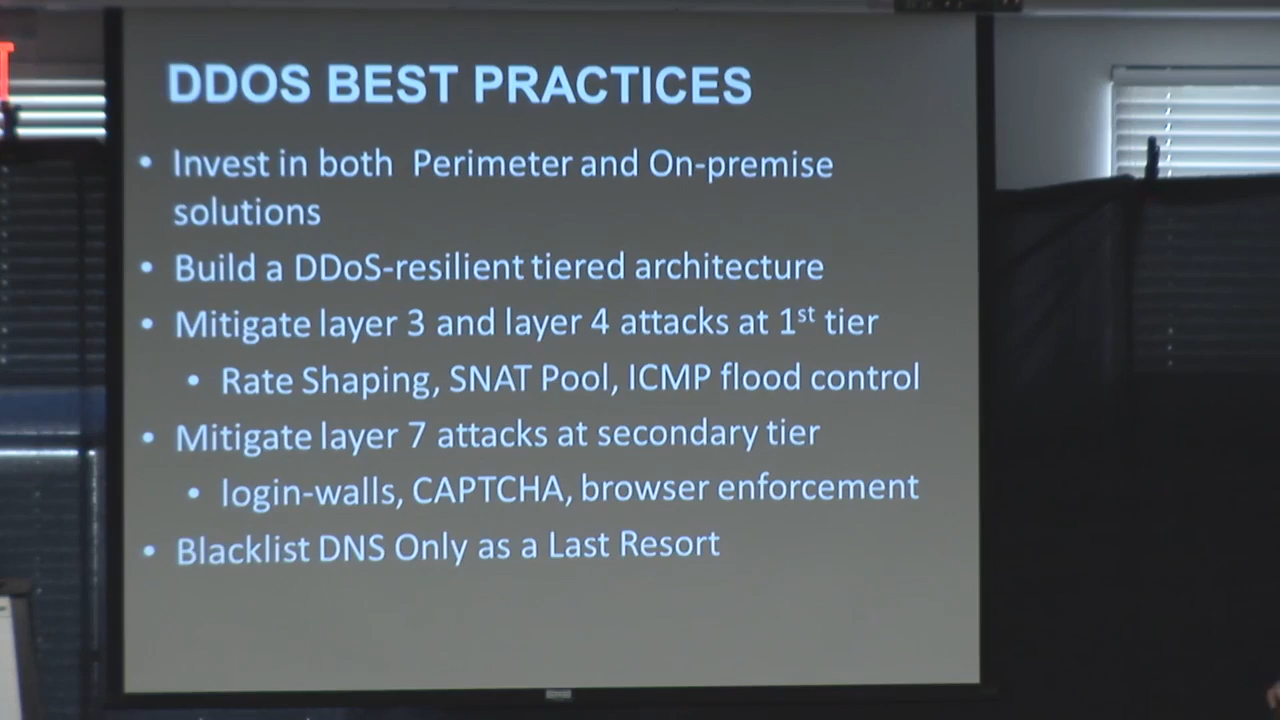 DDOS BEST PRACTICES
• Invest in both Perimeter and On-premise
solutions
• Build a DDoS-resilient tiered architecture
• Mitigate layer 3 and layer 4 attacks at 1st tier
• Rate Shaping, SNAT Pool, ICMP flood control
• Mitigate layer 7 attacks at secondary tier
• login-walls, CAPTCHA, browser enforcement
• Blacklist DNS Only as a Last Resort